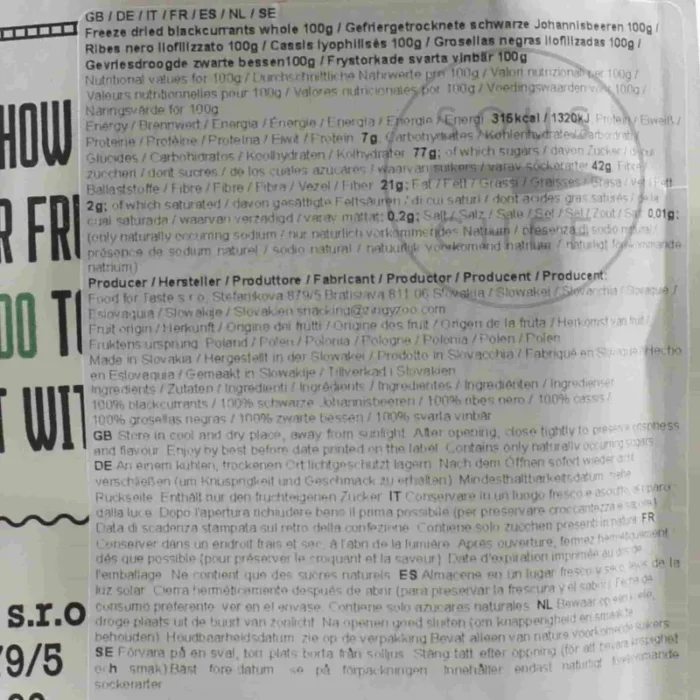 GB / DE / IT / FR / ES / NL / SE
Freeze dried blackcurrants whole 100g / Gefriergetrocknete schwarze Johannisbeeren 100g /
Ribes nero liofilizzato 100g / Cassis lyophilisés 100g / Grosellas negras liofilizadas 100g /
Gevriesdroogde zwarte bessen100g / Frystorkade svarta vinbär 100g
Nutritional values for 100g / Durchschnittliche Nährwerte pro 100g / Valori nutrizionali per 100g /
Valeurs nutritionnelles pour 100g / Valores nutricionales por 100g / Voedingswaarden voor 100g /
Näringsvärde för 100g
Energy / Brennwert / Energia / Énergie / Energía / Energie / Energi 316kcal / 1320kJ Protein / Eiweiß /
Proteine / Protéine / Proteína / Eiwit / Protein 7g, Carbohydrates / Kohlenhydrate / Carboidrati
Glucides / Carbohidratos / Koolhydraten / Kolhydrater 77g; of which sugars / davon Zucker /
zuccheri / dont sucres / de los cuales azúcares / waarvan suikers / varav sockerarter 42g, Fibre
Ballaststoffe / Fibre / Fibre / Fibra / Vezel / Fiber 21g; Fat / Fett / Grassi / Graisses / Grasa / Vet / Fett
2g; of which saturated / davon gesättigte Fettsäuren / di cui saturi / dont acides gras saturés /
cual saturada / waarvan verzadigd / varav mättat: 0,2g; Salt / Salz / Sale / Sel / Sal / Zout / Salt 0,01g;
(only naturally occurring sodium / nur natürlich vorkommendes Natrium / presenza di sodio
présence de sodium naturel / sodio natural / natuurlijk voorkomend natrium / naturligt
natrium)
Producer / Hersteller / Produttore / Fabricant / Productor / Producent / Producent:
Food for Taste s.r.o, Stefanikova 879/5 Bratislava 811 06 Slovakia / Slowakei / Slovacchia / Slovaquie /
Eslovaquia / Slowakije / Slovakien snacking@zingyzoo.com
Fruit origin / Herkunft / Origine dei frutti / Origine des fruit / Origen de la fruta / Herkomst van fruit /
Fruktens ursprung: Poland / Polen / Polonia / Pologne / Polonia / Polen / Polen
Made in Slovakia / Hergestellt in der Slowakei / Prodotto in Slovacchia / Fabriqué en / Hecho
en Eslovaquia / Gemaakt in Slowakije / Tillverkad i Slovakien
Ingredients / Zutaten / Ingredienti / Ingrédients / Ingredientes / Ingrediënten / Ingredienser
100% blackcurrants / 100% schwarze Johannisbeeren / 100% ribes nero / 100% cassis /
100% grosellas negras / 100% zwarte bessen / 100% svarta vinbär
GB Store in cool and dry place, away from sunlight. After opening, close tightly to preserve crispness
and flavour. Enjoy by best before date printed on the label. Contains only naturally occurring sugars.
DE An einem kühlen, trockenen Ort lichtgeschützt lagern. Nach dem Öffnen sofort wieder
verschließen (um Knusprigkeit und Geschmack zu erhalten). Mindesthaltbarkeitsdatum siehe
Rückseite. Enthält nur den fruchteigenen Zucker. IT Conservare in un luogo fresco e asciutto, a riparo
dalla luce. Dopo l'apertura richiudere bene il prima possibile (per preservare croccantezza e
Data di scadenza stampata sul retro della confezione. Contiene solo zuccheri presenti in natura. FR
Conserver dans un endroit frais et sec, à l'abri de la lumière. Après ouverture, fermez hermétiquement
dès que possible (pour préserver le croquant et la saveur). Date d'expiration imprimée au dos de
l'emballage. Ne contient que des sucres naturels. ES Almacene en un lugar fresco y seco, lejos de la
luz solar. Cierra herméticamente después de abrir (para preservar la frescura y el sabor). Fecha de
consumo preferente ver en el envase. Contiene solo azúcares naturales. NL Bewaar op een
droge plaats uit de buurt van zonlicht. Na openen goed sluiten (om knapperigheid en smaak te
behouden). Houdbaarheidsdatum zie op de verpakking. Bevat alleen van nature voorkomende suikers
SE Förvara på en sval, torr plats borta från solljus. Stäng tätt efter öppning (för att bevara krispighet
och smak) Bäst före datum se på förpackningen. Innehåller endast naturligt förekommande
sockerarter
HOW
R FRU
OO TO
T WIT
s.r.o
79/5